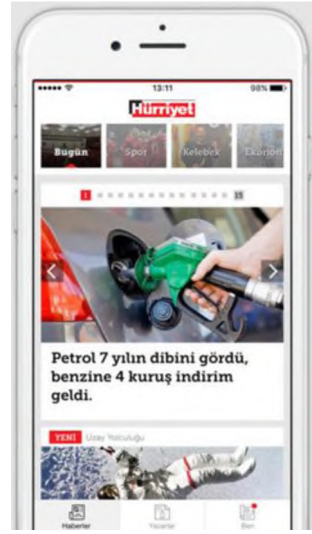 13:11
98%
Hürriyet
Bugün
Spor
Kelebek
Ekonom
1
15
Petrol 7 yılın dibini gördü,
benzine 4 kuruş indirim
geldi.
YENİ Uzay Yolculuğu
Haberler
Yazarlar
Ben